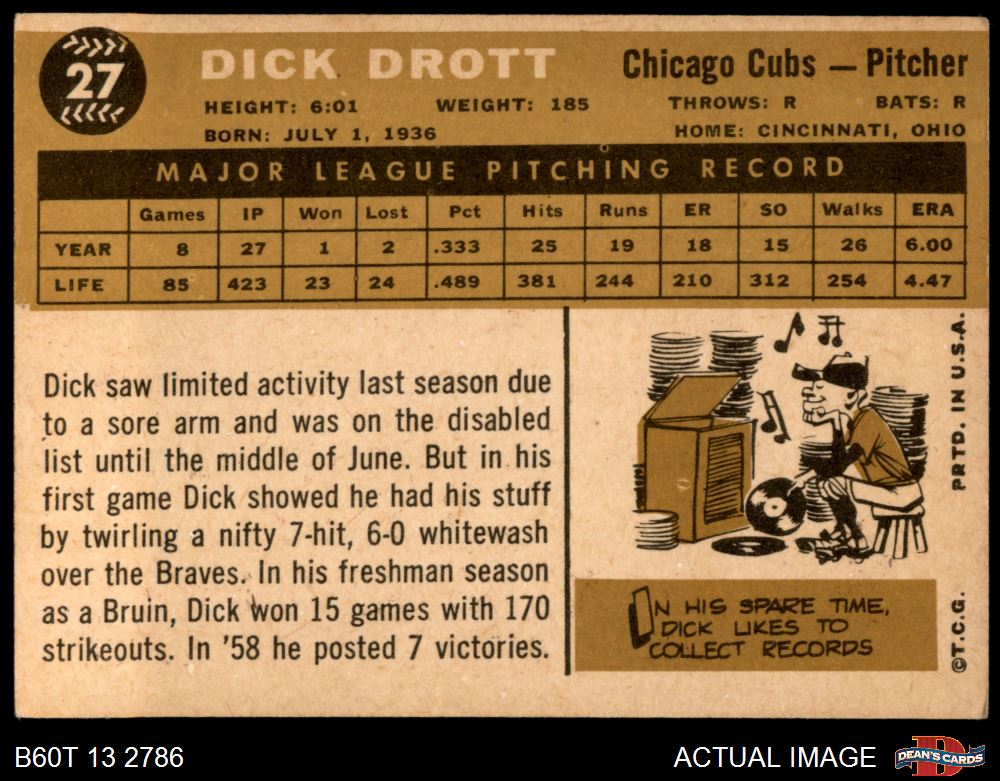 27
DICK DROTT
Chicago Cubs — Pitcher
HEIGHT: 6:01 WEIGHT: 185 THROWS: R BATS: R
BORN: JULY 1, 1936 HOME: CINCINNATI, OHIO
MAJOR LEAGUE PITCHING RECORD
Games IP Won Lost Pct Hits Runs ER SO Walks ERA
YEAR 8 27 1 2 .333 25 19 18 15 26 6.00
LIFE 85 423 23 24 .489 381 244 210 312 254 4.47
Dick saw limited activity last season due
to a sore arm and was on the disabled
list until the middle of June. But in his
first game Dick showed he had his stuff
by twirling a nifty 7-hit, 6-0 whitewash
over the Braves. In his freshman season
as a Bruin, Dick won 15 games with 170
strikeouts. In '58 he posted 7 victories.
IN HIS SPARE TIME,
DICK LIKES TO
COLLECT RECORDS
©T.C.G. PRTD. IN U.S.A.
B60T 13 2786
ACTUAL IMAGE
D
DEAN'S CARDS